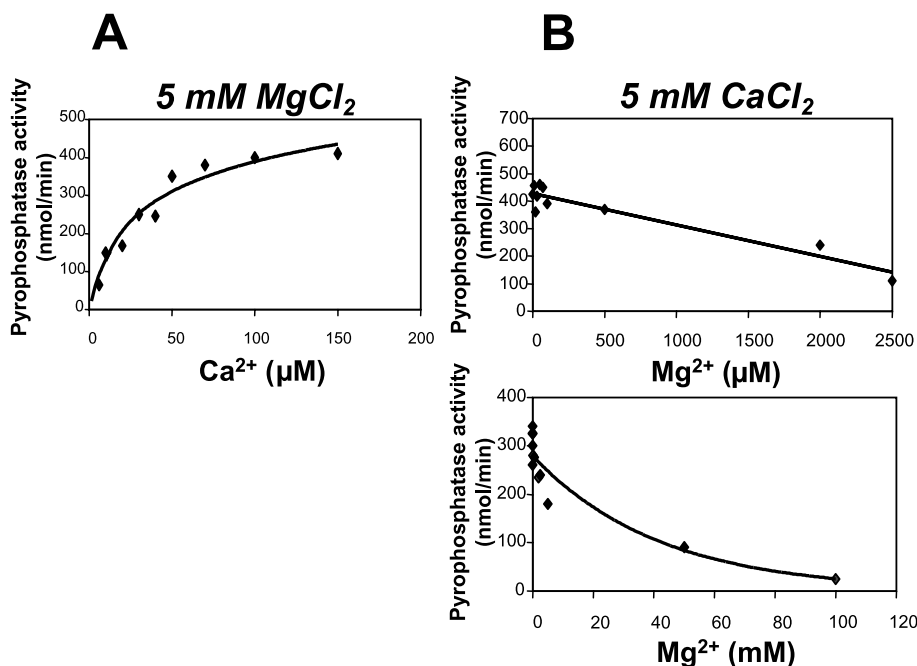 A
5 mM MgCl₂
Pyrophosphatase activity
(nmol/min)
500
400
300
200
100
0
0 50 100 150 200
Ca²⁺ (µM)
B
5 mM CaCl₂
Pyrophosphatase activity
(nmol/min)
700
600
500
400
300
200
100
0
0 500 1000 1500 2000 2500
Mg²⁺ (µM)
Pyrophosphatase activity
(nmol/min)
400
300
200
100
0
0 20 40 60 80 100 120
Mg²⁺ (mM)